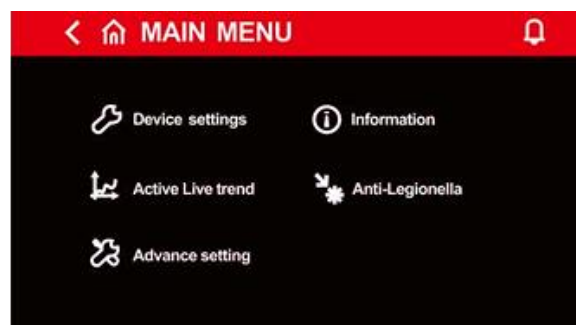 MAIN MENU
Device settings
Information
Active Live trend
Anti-Legionella
Advance setting